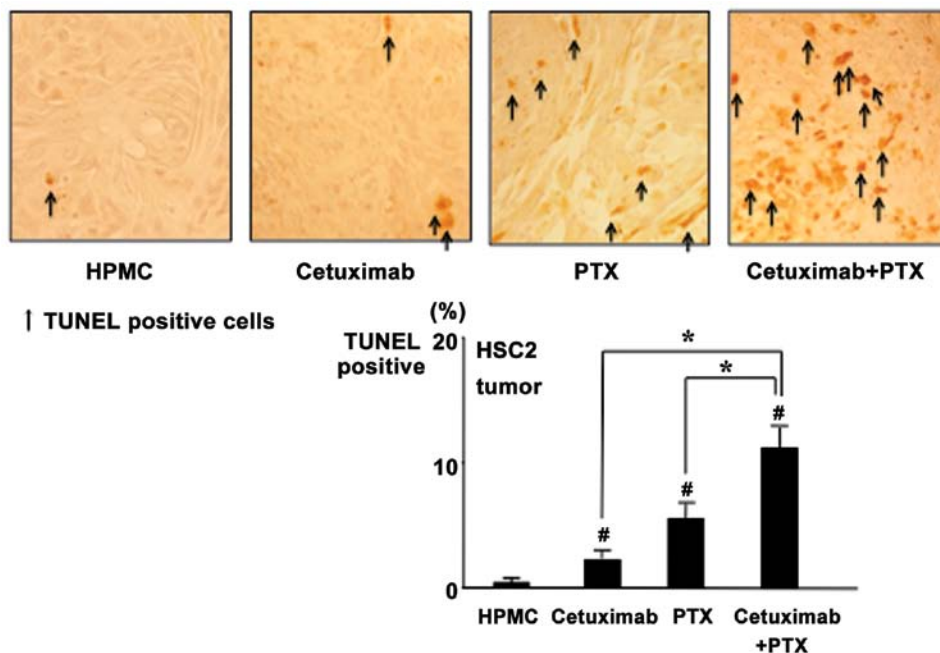 HPMC
Cetuximab
PTX
Cetuximab+PTX
↑ TUNEL positive cells
(%)
TUNEL
positive
20
HSC2
tumor
*
*
#
10
#
#
0
HPMC
Cetuximab
PTX
Cetuximab
+PTX